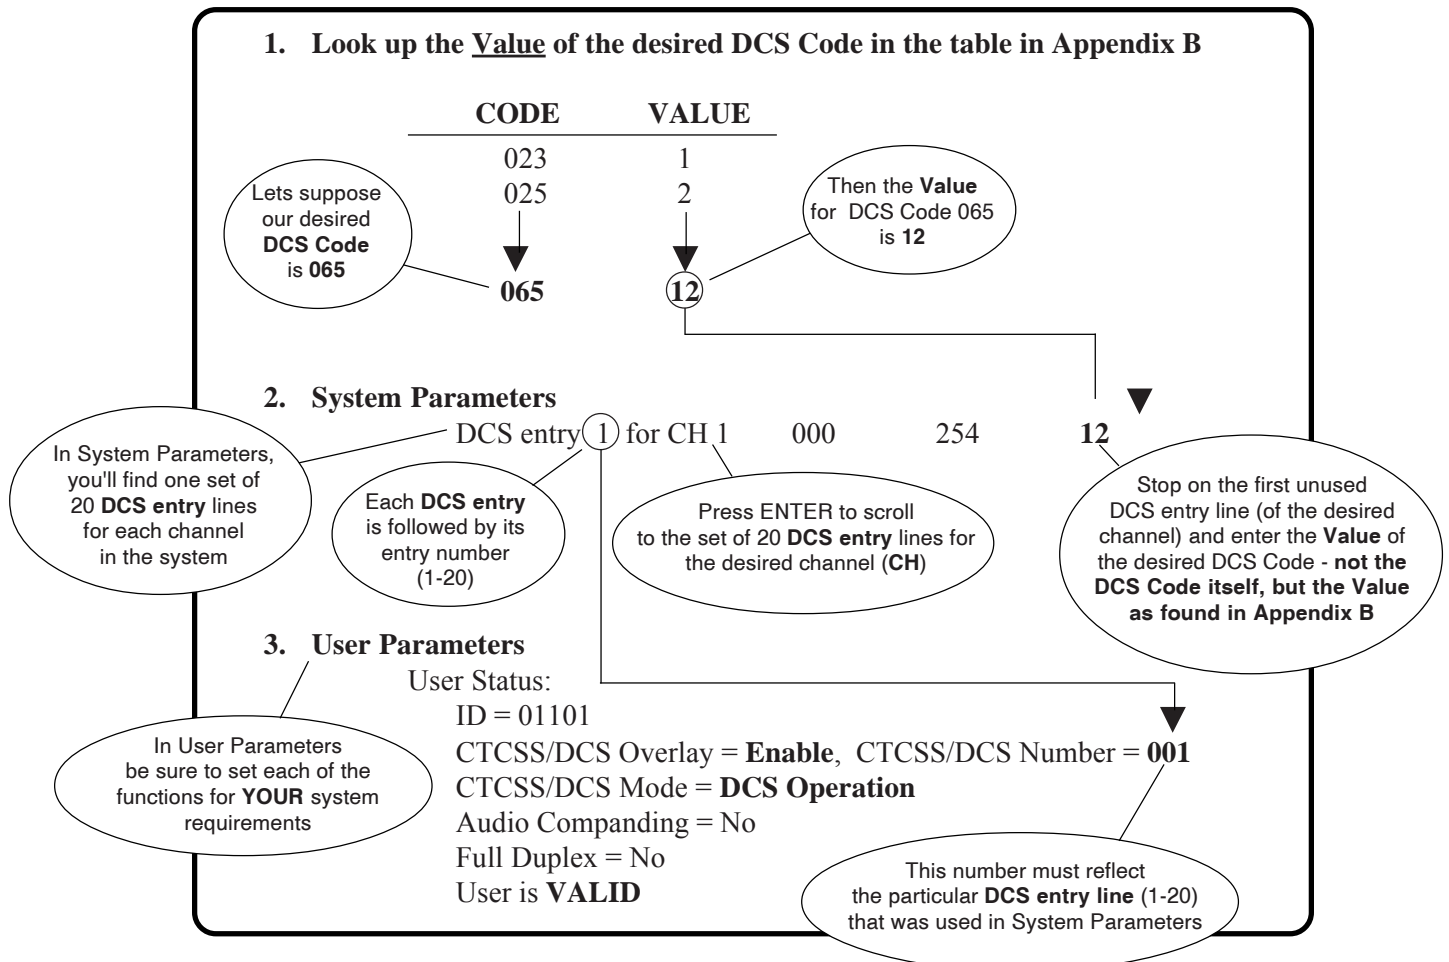 1. Look up the Value of the desired DCS Code in the table in Appendix B
CODE VALUE
023 1
025 2
Lets suppose
our desired
DCS Code
is 065
Then the Value
for DCS Code 065
is 12
065 12
2. System Parameters
DCS entry 1 for CH 1 000 254 12
In System Parameters,
you'll find one set of
20 DCS entry lines
for each channel
in the system
Each DCS entry
is followed by its
entry number
(1-20)
Press ENTER to scroll
to the set of 20 DCS entry lines for
the desired channel (CH)
Stop on the first unused
DCS entry line (of the desired
channel) and enter the Value of
the desired DCS Code - not the
DCS Code itself, but the Value
as found in Appendix B
3. User Parameters
User Status:
ID = 01101
CTCSS/DCS Overlay = Enable, CTCSS/DCS Number = 001
CTCSS/DCS Mode = DCS Operation
Audio Companding = No
Full Duplex = No
User is VALID
In User Parameters
be sure to set each of the
functions for YOUR system
requirements
This number must reflect
the particular DCS entry line (1-20)
that was used in System Parameters